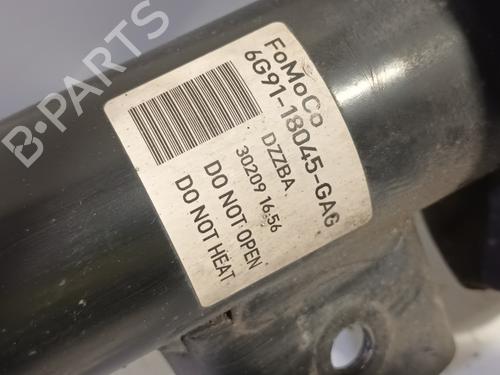 FoMoCo
6G91-18045-GAG
DZZBA
30209 16:56
DO NOT OPEN
DO NOT HEAT
B PARTS